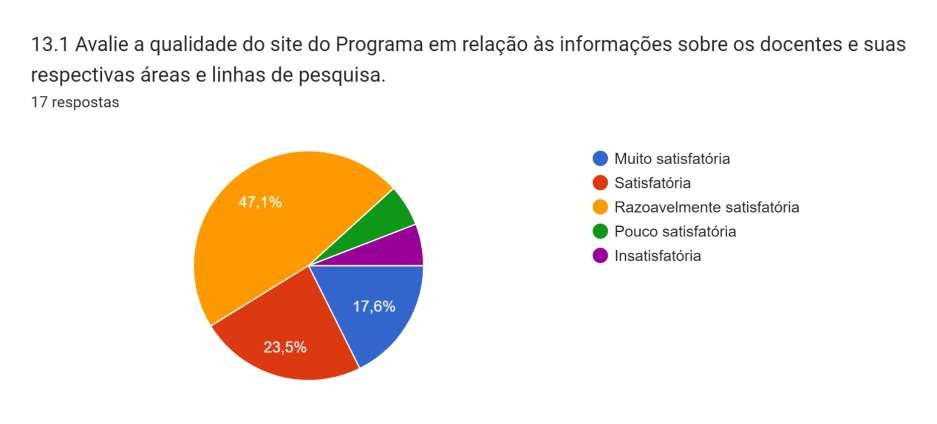 13.1 Avalie a qualidade do site do Programa em relação às informações sobre os docentes e suas
respectivas áreas e linhas de pesquisa.
17 respostas
47,1%
17,6%
23,5%
Muito satisfatória
Satisfatória
Razoavelmente satisfatória
Pouco satisfatória
Insatisfatória